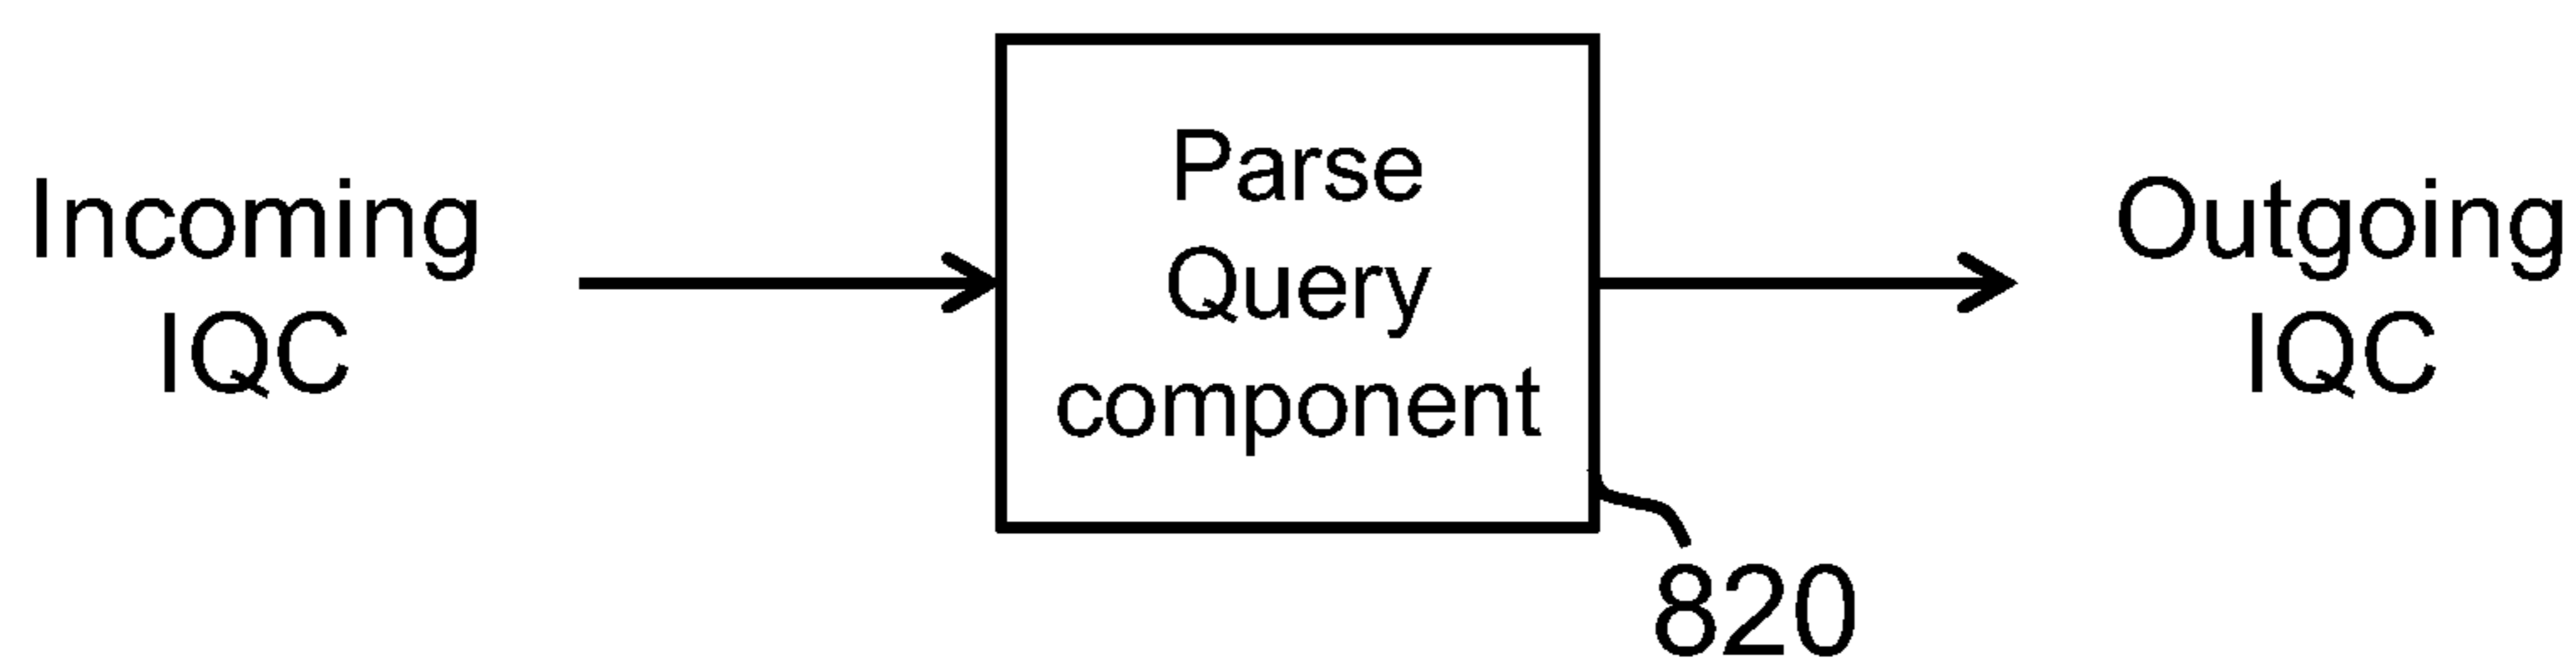 Incoming
IQC
Parse
Query
component
Outgoing
IQC
820